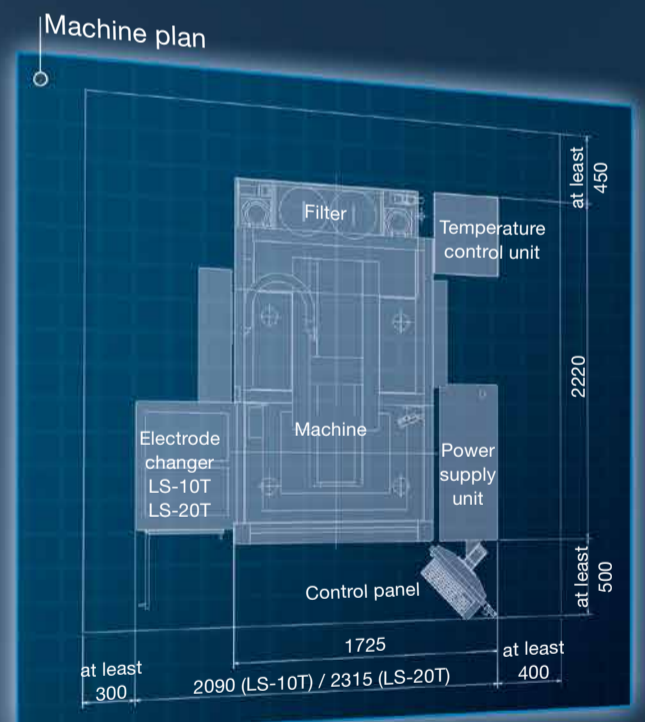 Machine plan
at least
450
Filter
Temperature
control unit
2220
Electrode
changer
LS-10T
LS-20T
Machine
Power
supply
unit
at least
500
Control panel
1725
at least
300
2090 (LS-10T) / 2315 (LS-20T)
at least
400